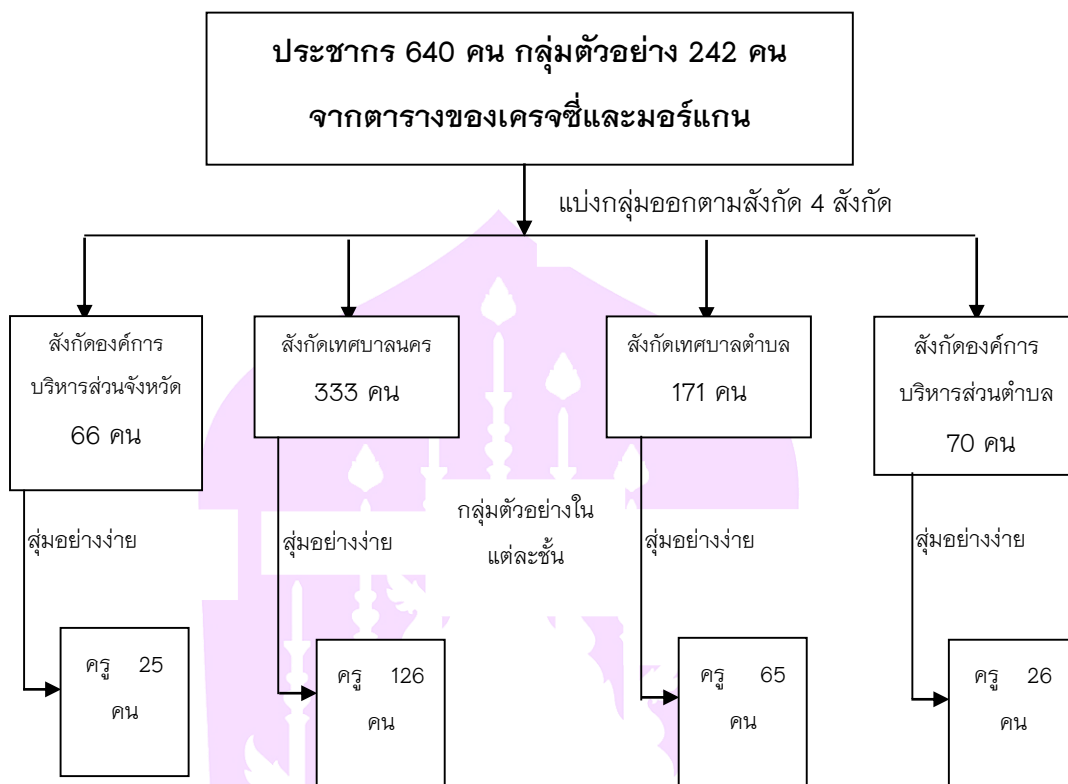 ประชากร 640 คน กลุ่มตัวอย่าง 242 คน
จากตารางของเครจซี่และมอร์แกน
แบ่งกลุ่มออกตามสังกัด 4 สังกัด
สังกัดองค์การ
บริหารส่วนจังหวัด
66 คน
สังกัดเทศบาลนคร
333 คน
สังกัดเทศบาลตำบล
171 คน
สังกัดองค์การ
บริหารส่วนตำบล
70 คน
สุ่มอย่างง่าย
สุ่มอย่างง่าย
กลุ่มตัวอย่างใน
แต่ละชั้น
สุ่มอย่างง่าย
สุ่มอย่างง่าย
ครู 25
คน
ครู 126
คน
ครู 65
คน
ครู 26
คน